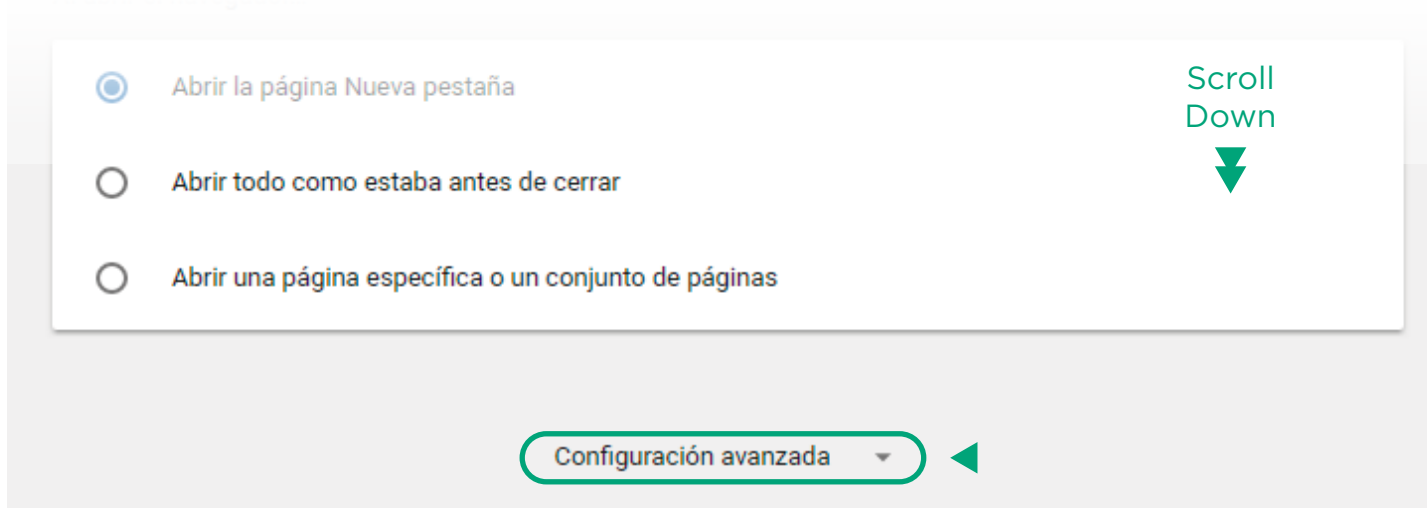 Abrir la página Nueva pestaña
Scroll
Down
Abrir todo como estaba antes de cerrar
Abrir una página específica o un conjunto de páginas
Configuración avanzada